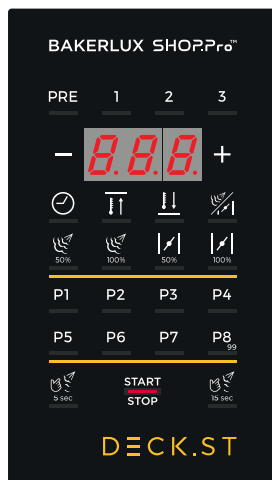 BAKERLUX SHOP.Pro™
PRE 1 2 3
− 8.8.8. +
50% 100% 50% 100%
P1 P2 P3 P4
P5 P6 P7 P8
99
START
5 sec STOP 15 sec
DECK.ST